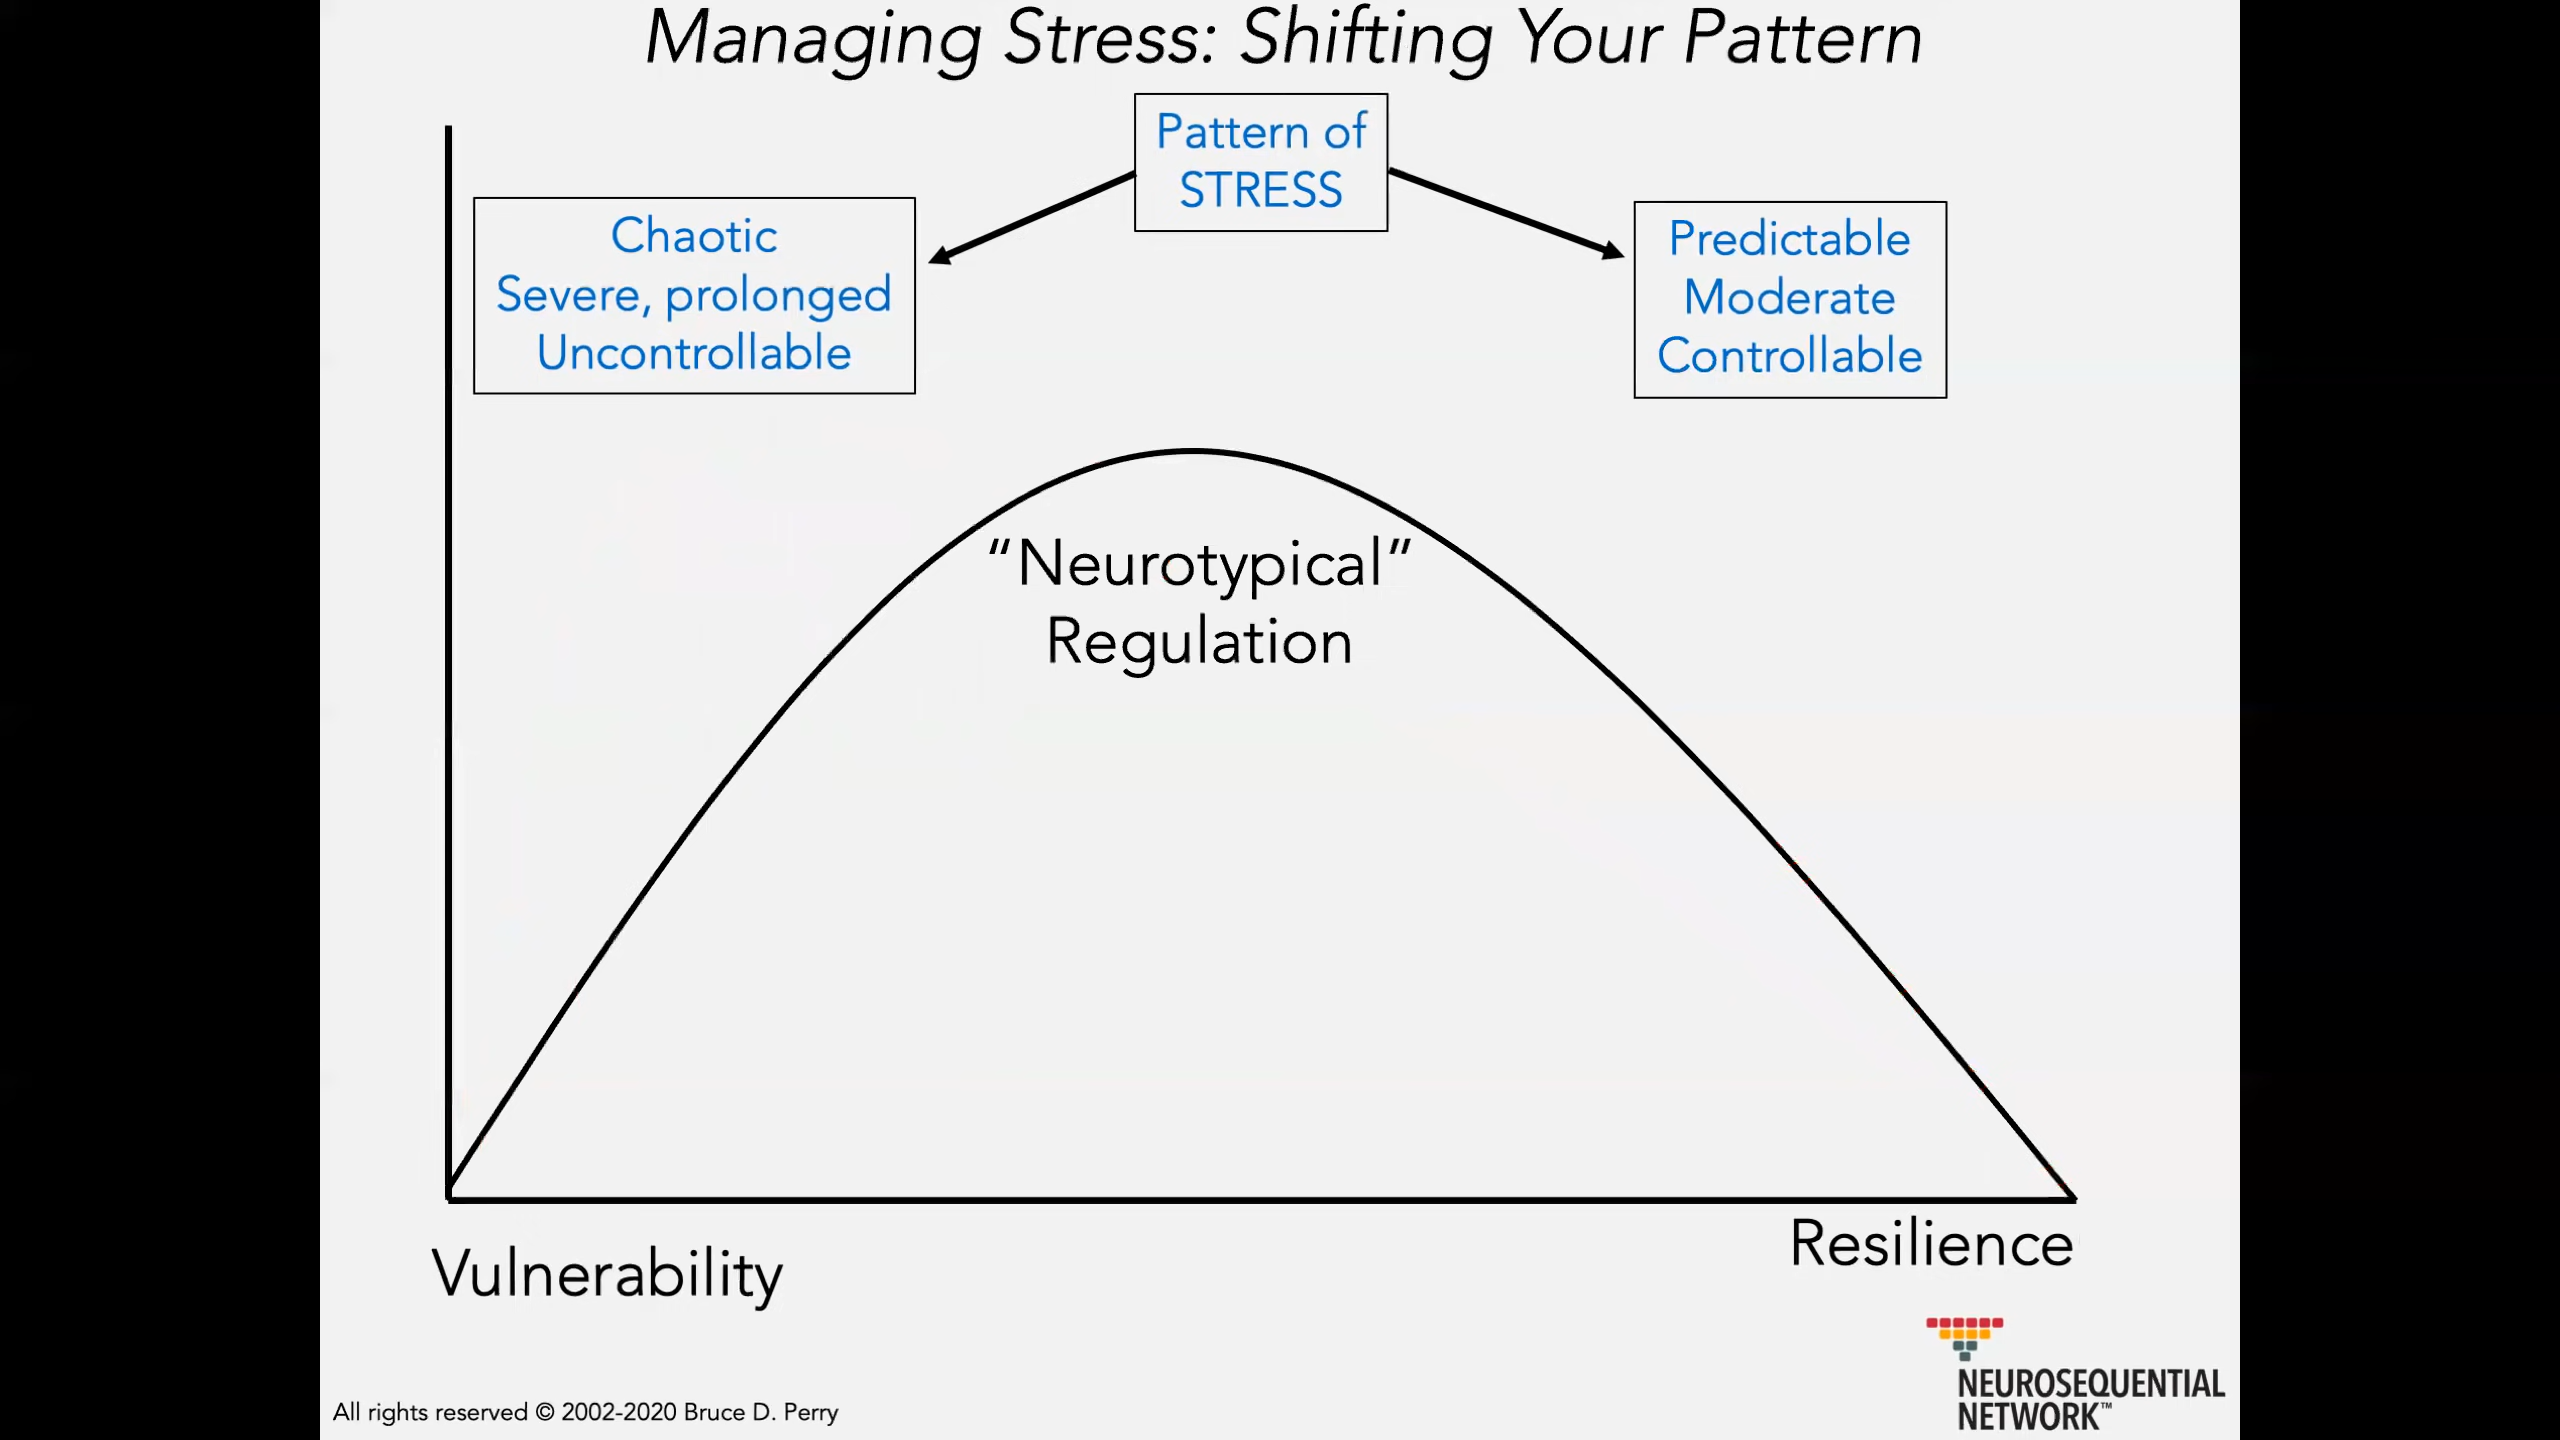 Managing Stress: Shifting Your Pattern
Pattern of
STRESS
Chaotic
Severe, prolonged
Uncontrollable
Predictable
Moderate
Controllable
“Neurotypical”
Regulation
Vulnerability
Resilience
All rights reserved © 2002-2020 Bruce D. Perry
NEUROSEQUENTIAL
NETWORK™